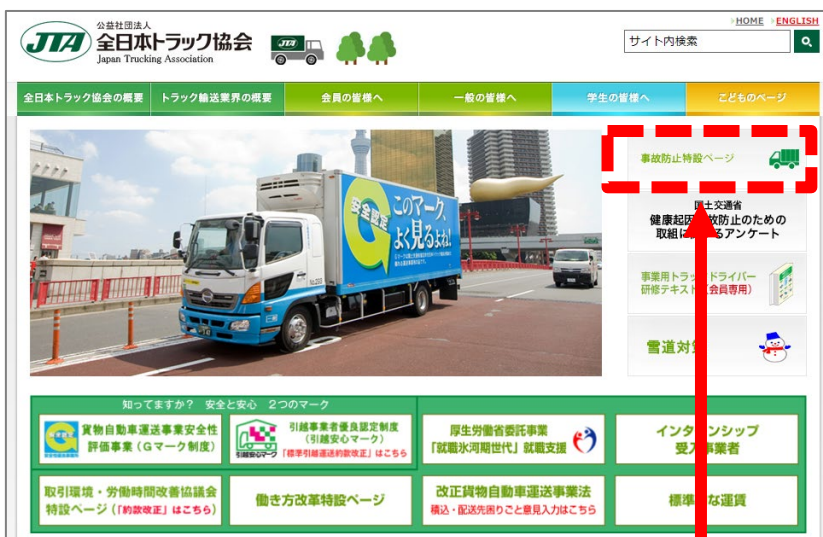 HOME ENGLISH
公益社団法人
JTA 全日本トラック協会
Japan Trucking Association
JTA
サイト内検索
全日本トラック協会の概要 トラック輸送業界の概要 会員の皆様へ 一般の皆様へ 学生の皆様へ こどものページ
事故防止特設ページ
安全認定
このマーク、
よく見るよね!
国土交通省
健康起因 故防止のための
取組に るアンケート
事業用トラ ドライバー
研修テキスト (会員専用)
雪道対
知ってますか? 安全と安心 2つのマーク
貨物自動車運送事業安全性
評価事業(Gマーク制度)
引越安心マーク
引越事業者優良認定制度
(引越安心マーク)
「標準引越運送約款改正」はこちら
厚生労働省委託事業
「就職氷河期世代」就職支援
インタ ンシップ
受 事業者
取引環境・労働時間改善協議会
特設ページ(「約款改正」はこちら)
働き方改革特設ページ
改正貨物自動車運送事業法
積込・配送先困りごと意見入力はこちら
標準 な運賃